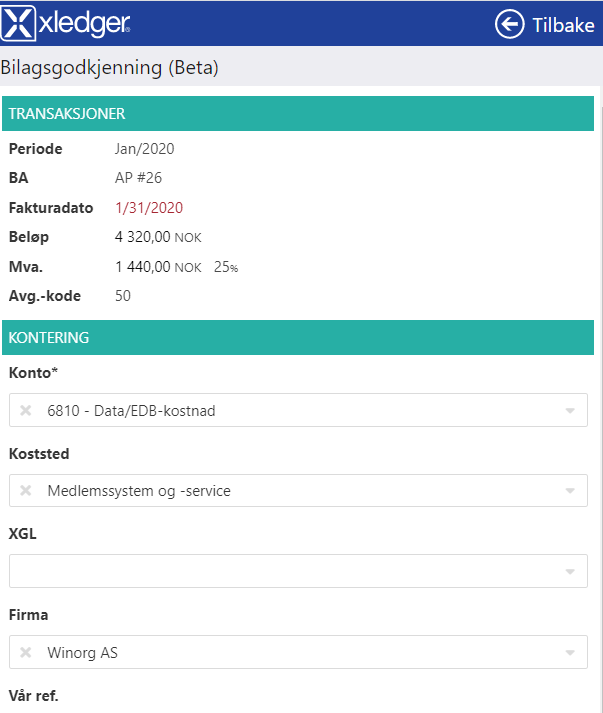 xledger
Tilbake
Bilagsgodkjenning (Beta)
TRANSAKSJONER
Periode Jan/2020
BA AP #26
Fakturadato 1/31/2020
Beløp 4 320,00 NOK
Mva. 1 440,00 NOK 25%
Avg.-kode 50
KONTERING
Konto*
6810 - Data/EDB-kostnad
Koststed
Medlemssystem og -service
XGL
Firma
Winorg AS
Vår ref.